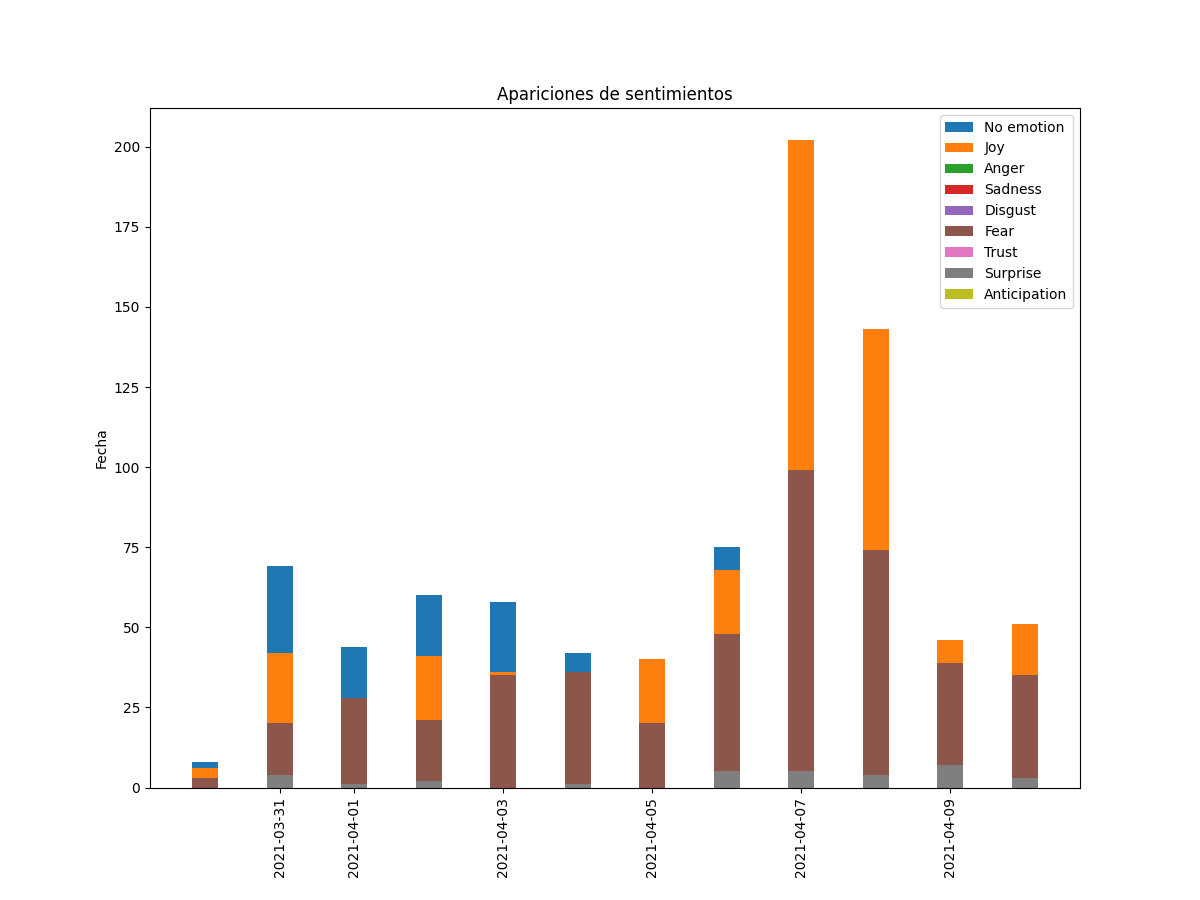 Apariciones de sentimientos
No emotion
Joy
Anger
Sadness
Disgust
Fear
Trust
Surprise
Anticipation
Fecha
200
175
150
125
100
75
50
25
0
2021-03-31
2021-04-01
2021-04-03
2021-04-05
2021-04-07
2021-04-09